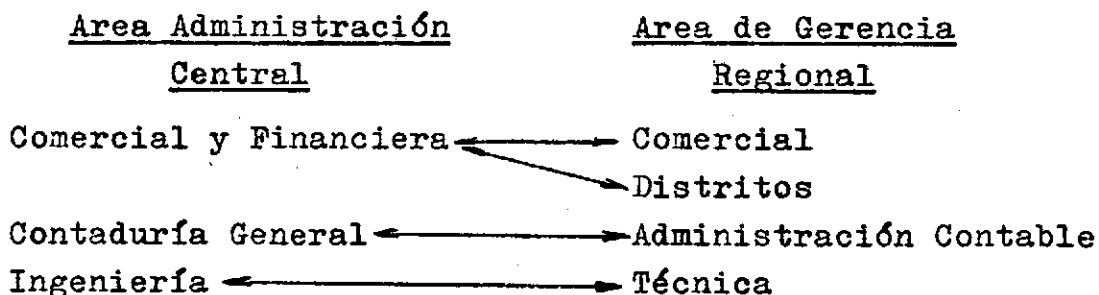 Area Administración Area de Gerencia
Central Regional
Comercial y Financiera Comercial
Distritos
Contaduría General Administración Contable
Ingeniería Técnica